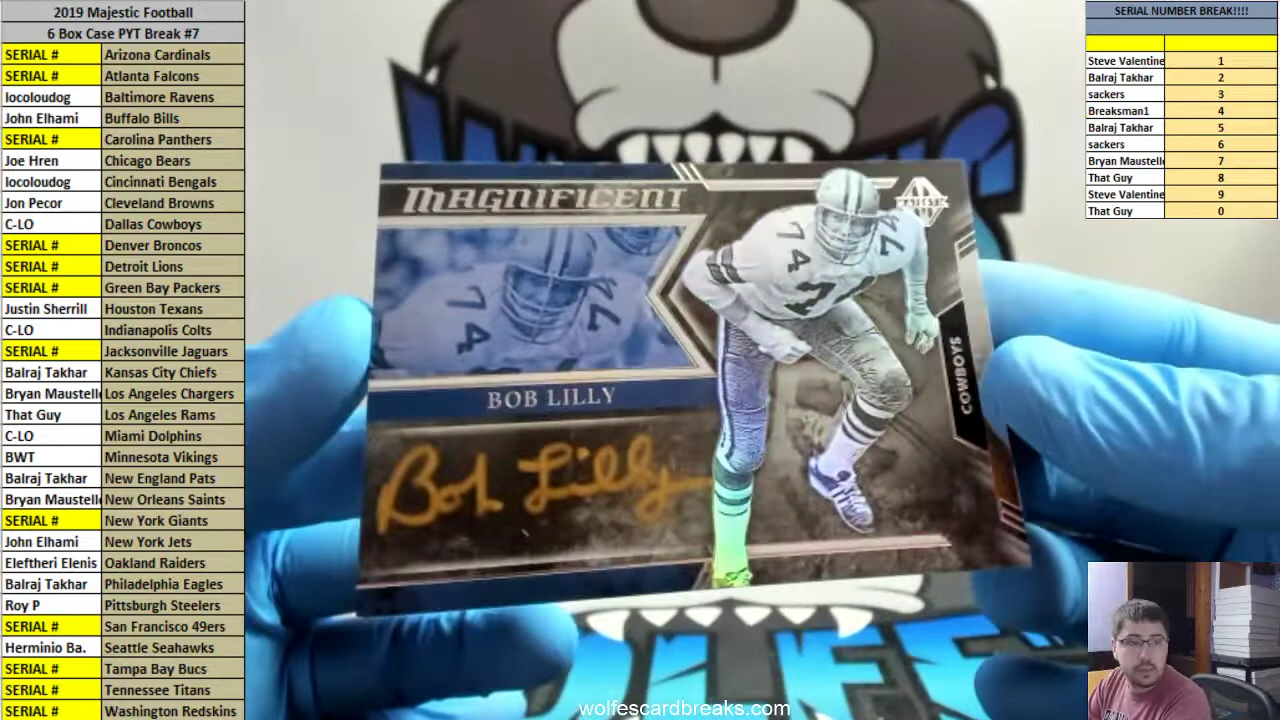 2019 Majestic Football
6 Box Case PYT Break #7
SERIAL # Arizona Cardinals
SERIAL # Atlanta Falcons
locoloudog Baltimore Ravens
John Elhami Buffalo Bills
SERIAL # Carolina Panthers
Joe Hren Chicago Bears
locoloudog Cincinnati Bengals
Jon Pecor Cleveland Browns
C-LO Dallas Cowboys
SERIAL # Denver Broncos
SERIAL # Detroit Lions
SERIAL # Green Bay Packers
Justin Sherrill Houston Texans
C-LO Indianapolis Colts
SERIAL # Jacksonville Jaguars
Balraj Takhar Kansas City Chiefs
Bryan Maustell Los Angeles Chargers
That Guy Los Angeles Rams
C-LO Miami Dolphins
BWT Minnesota Vikings
Balraj Takhar New England Pats
Bryan Maustell New Orleans Saints
SERIAL # New York Giants
John Elhami New York Jets
Eleftheri Elenis Oakland Raiders
Balraj Takhar Philadelphia Eagles
Roy P Pittsburgh Steelers
SERIAL # San Francisco 49ers
Herminio Ba. Seattle Seahawks
SERIAL # Tampa Bay Bucs
SERIAL # Tennessee Titans
SERIAL # Washington Redskins
MAGNIFICENT
MAJESTIC
74
74
74
7
BOB LILLY
Bob Lilly
COWBOYS
wolfescardbreaks.com
SERIAL NUMBER BREAK!!!!
Steve Valentine 1
Balraj Takhar 2
sackers 3
Breaksman1 4
Balraj Takhar 5
sackers 6
Bryan Maustell 7
That Guy 8
Steve Valentine 9
That Guy 0